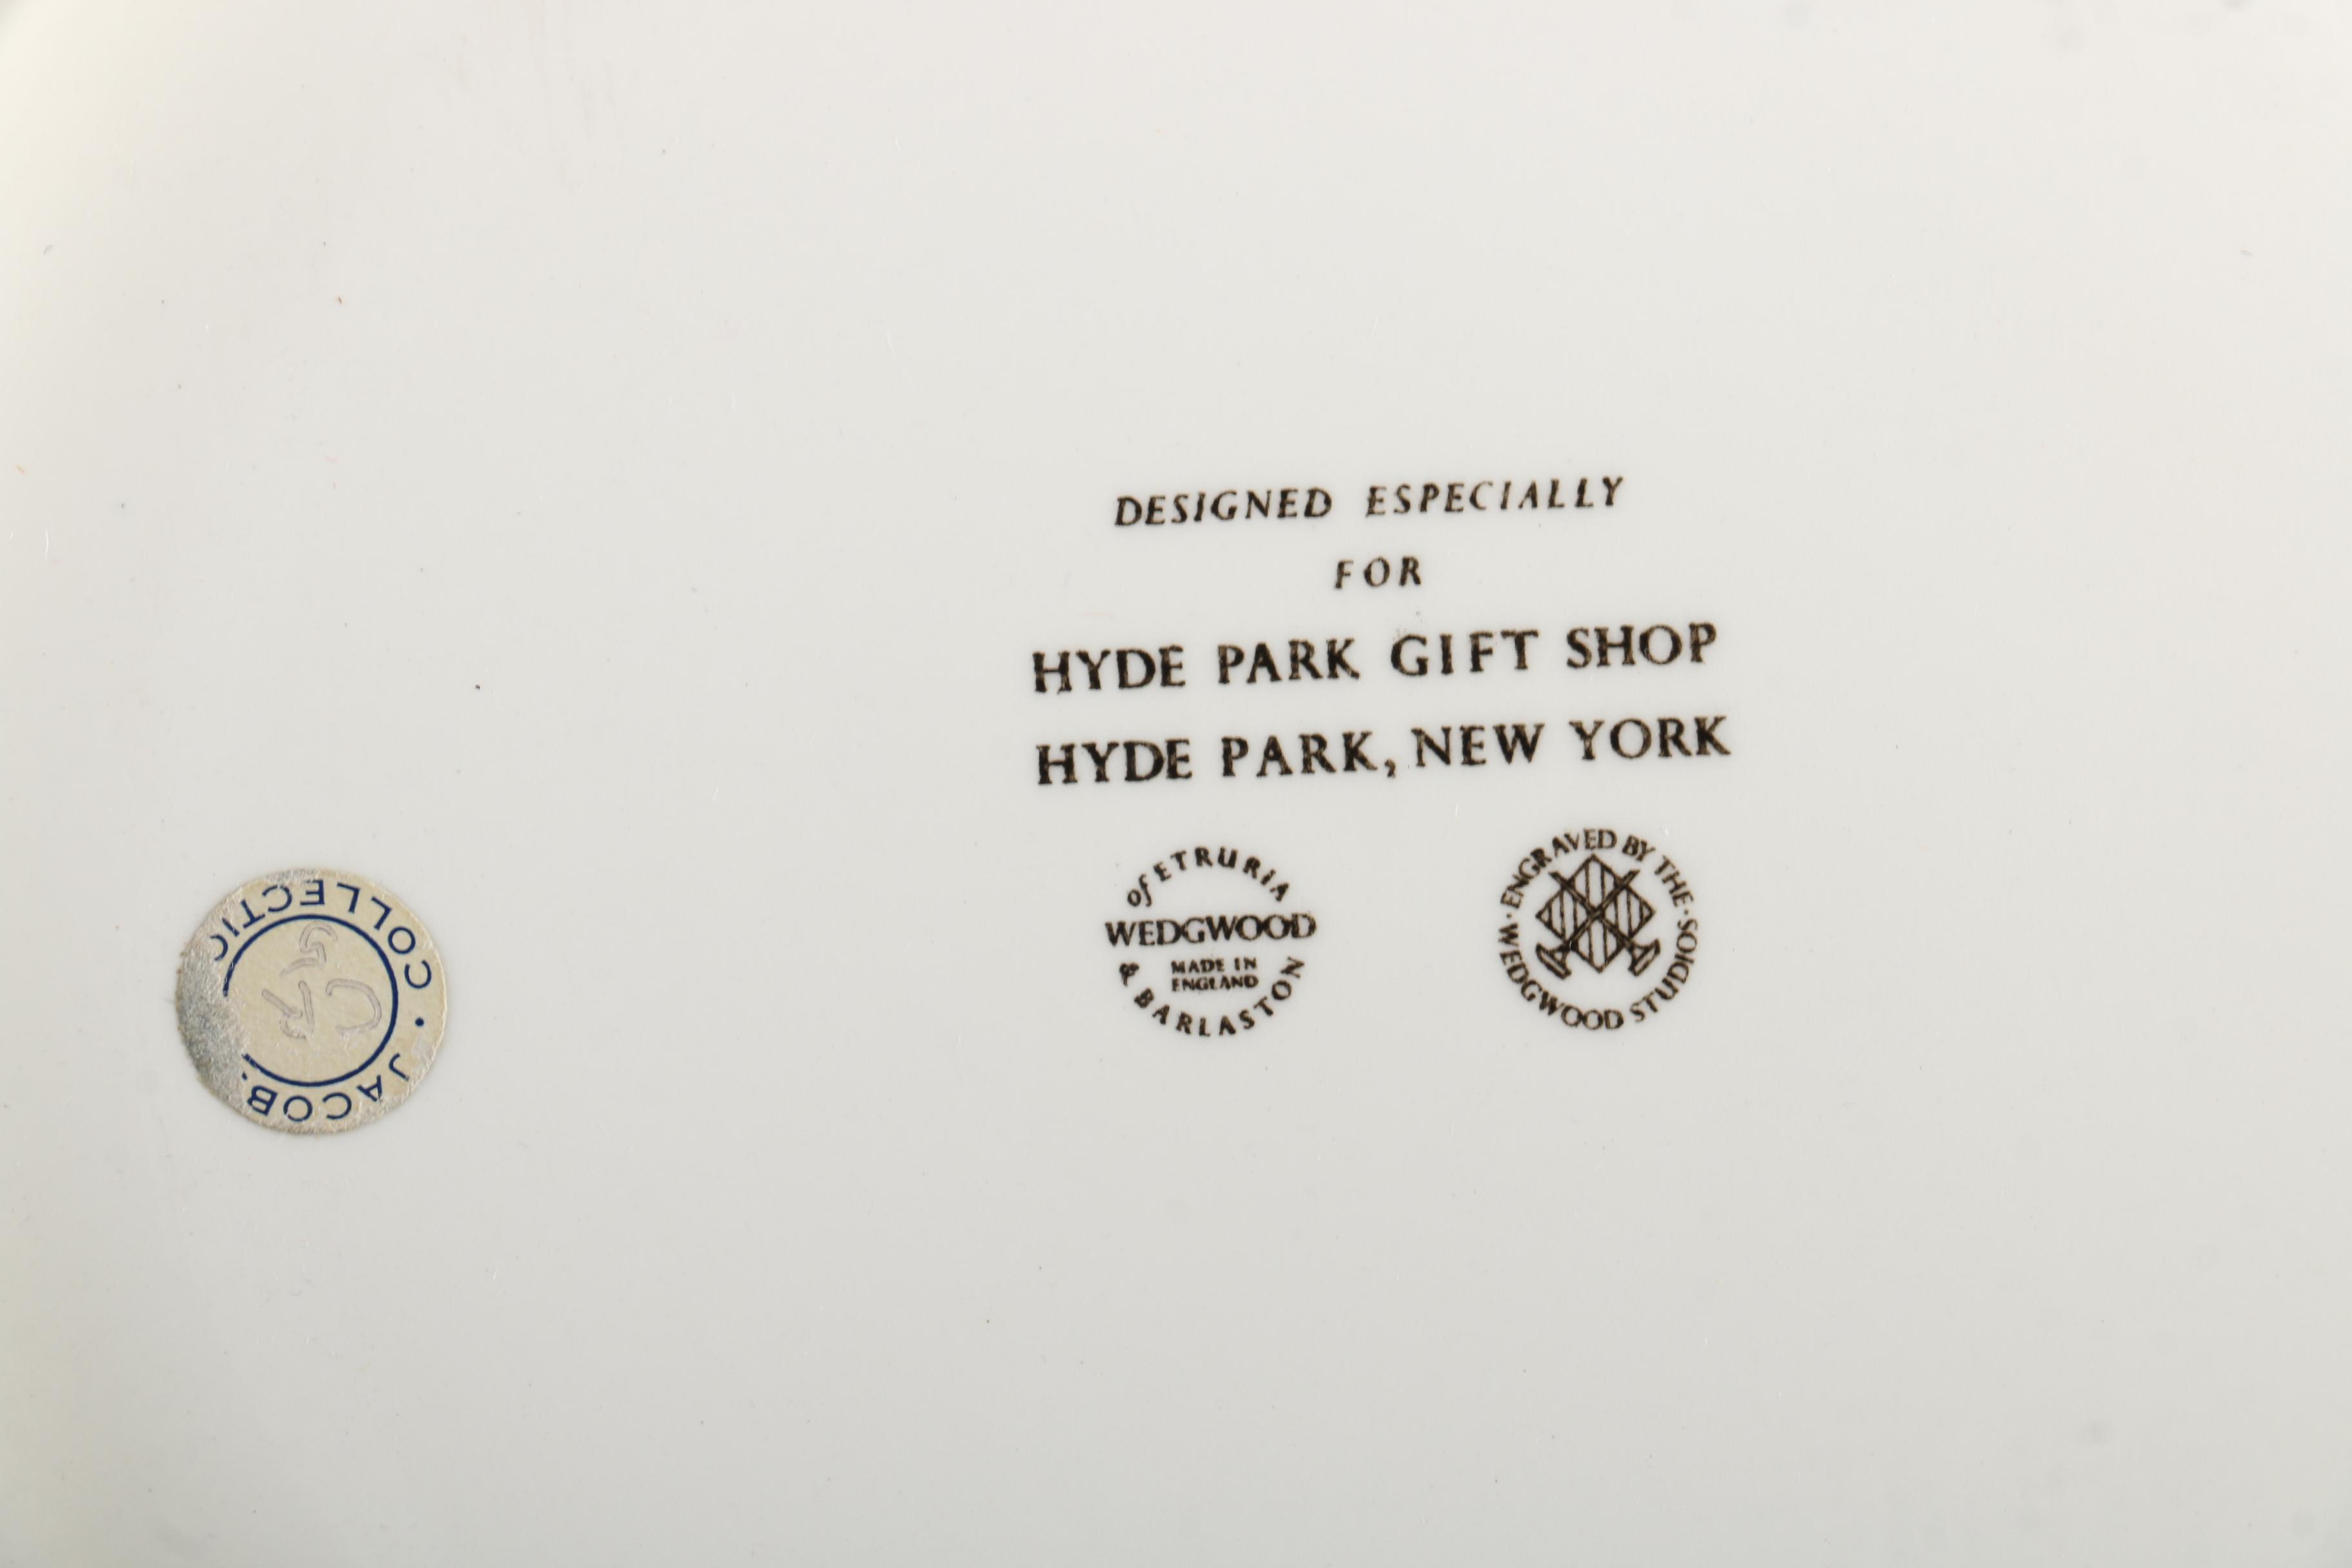 DESIGNED ESPECIALLY
FOR
HYDE PARK GIFT SHOP
HYDE PARK, NEW YORK
of ETRURIA
WEDGWOOD
MADE IN
ENGLAND
& BARLASTON
ENGRAVED BY THE · WEDGWOOD STUDIOS ·
JACOB · COLLECTIO